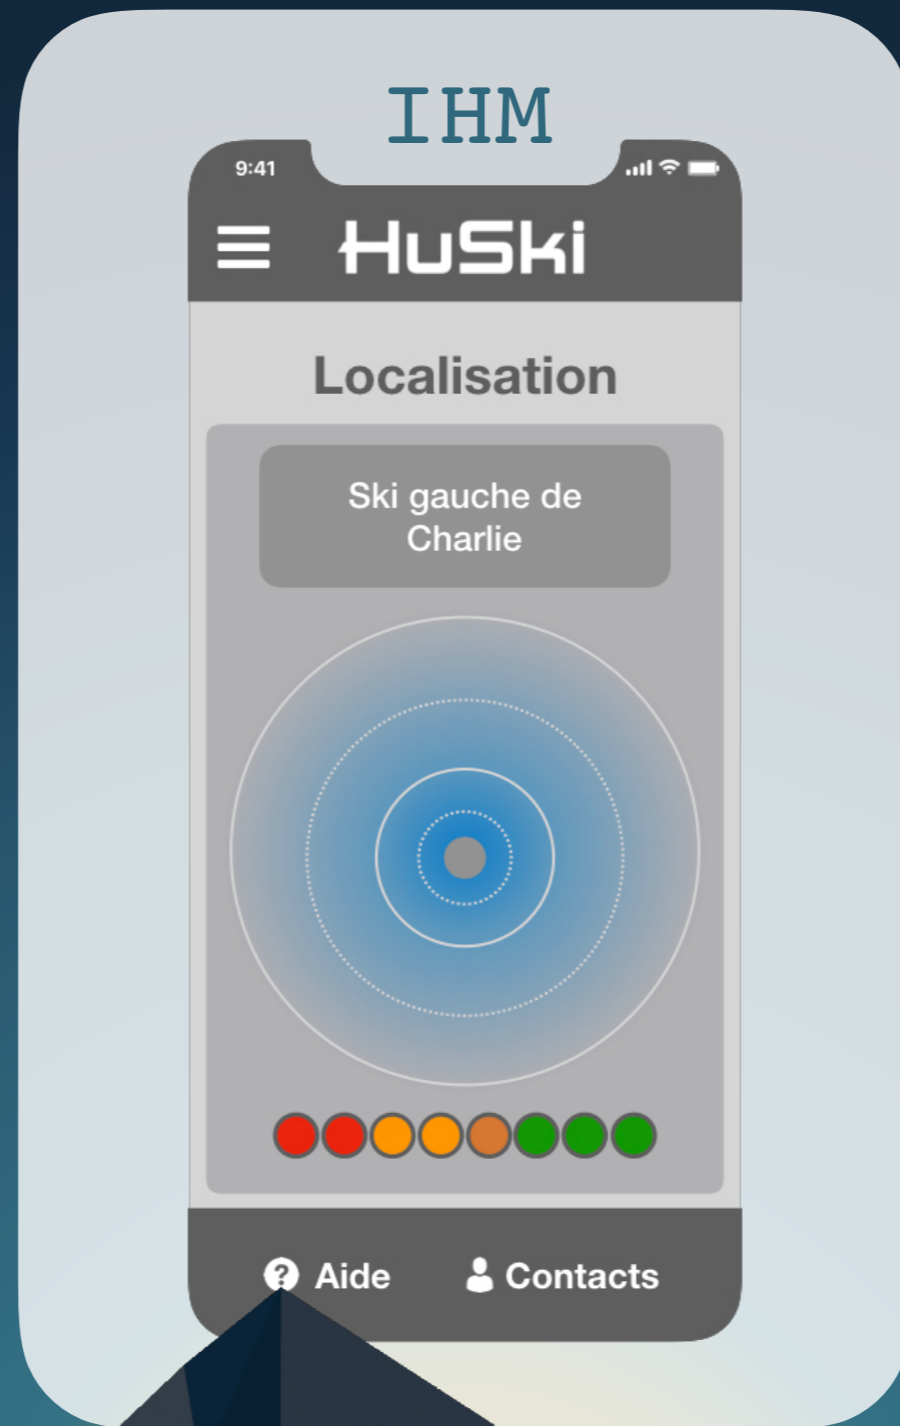 IHM
9:41
HuSki
Localisation
Ski gauche de
Charlie
? Aide
Contacts